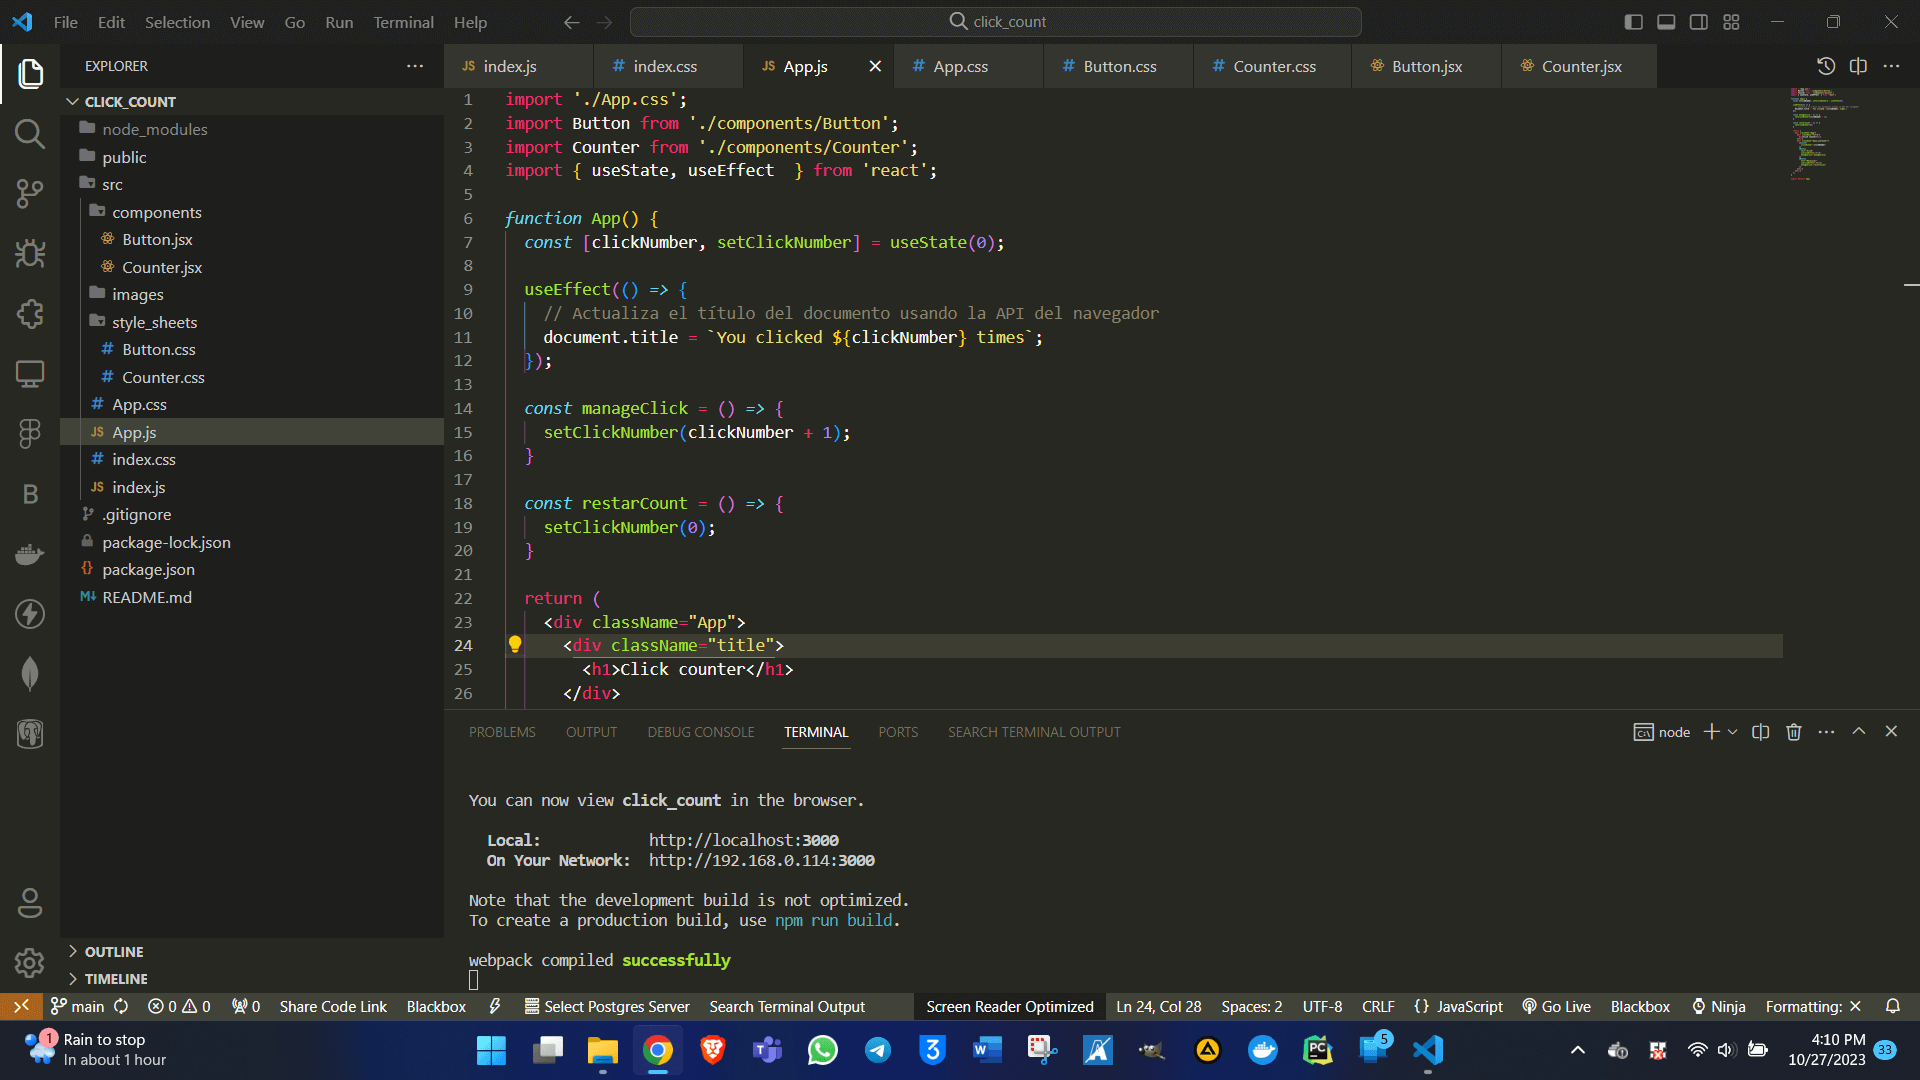 File Edit Selection View Go Run Terminal Help
click_count
EXPLORER
CLICK_COUNT
node_modules
public
src
components
Button.jsx
Counter.jsx
images
style_sheets
# Button.css
# Counter.css
# App.css
JS App.js
# index.css
JS index.js
.gitignore
package-lock.json
{} package.json
M↓ README.md
OUTLINE
TIMELINE
JS index.js # index.css JS App.js # App.css # Button.css # Counter.css Button.jsx Counter.jsx
1 import './App.css';
2 import Button from './components/Button';
3 import Counter from './components/Counter';
4 import { useState, useEffect  } from 'react';
5
6 function App() {
7   const [clickNumber, setClickNumber] = useState(0);
8
9   useEffect(() => {
10     // Actualiza el título del documento usando la API del navegador
11     document.title = `You clicked ${clickNumber} times`;
12   });
13
14   const manageClick = () => {
15     setClickNumber(clickNumber + 1);
16   }
17
18   const restarCount = () => {
19     setClickNumber(0);
20   }
21
22   return (
23     <div className="App">
24       <div className="title">
25         <h1>Click counter</h1>
26       </div>
PROBLEMS OUTPUT DEBUG CONSOLE TERMINAL PORTS SEARCH TERMINAL OUTPUT
node
You can now view click_count in the browser.
Local: http://localhost:3000
On Your Network: http://192.168.0.114:3000
Note that the development build is not optimized.
To create a production build, use npm run build.
webpack compiled successfully
main 0 0 0 Share Code Link Blackbox Select Postgres Server Search Terminal Output Screen Reader Optimized Ln 24, Col 28 Spaces: 2 UTF-8 CRLF {} JavaScript Go Live Blackbox Ninja Formatting: ×
1 Rain to stop
In about 1 hour
5
4:10 PM
10/27/2023
33